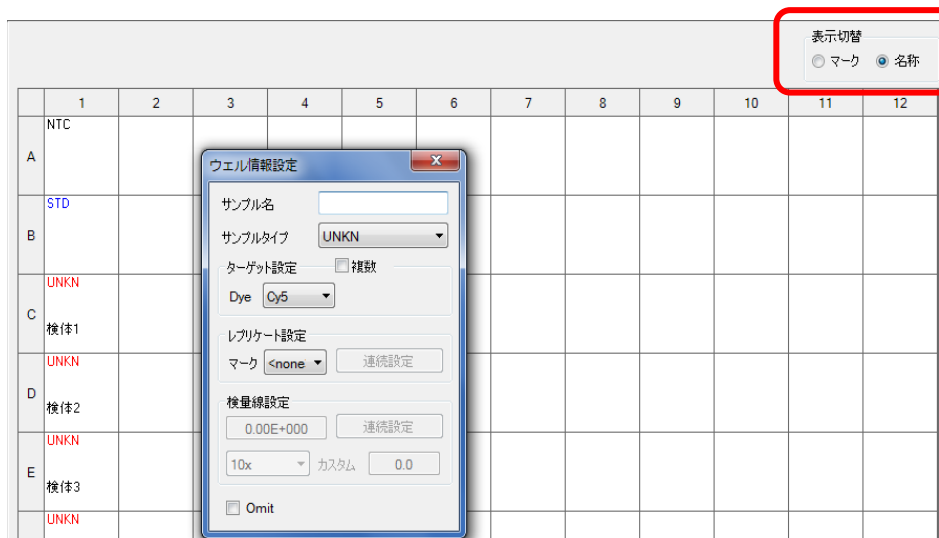 表示切替
マーク 名称
1 2 3 4 5 6 7 8 9 10 11 12
A
NTC
B
STD
C
UNKN
検体1
D
UNKN
検体2
E
UNKN
検体3
UNKN
ウエル情報設定
サンプル名
サンプルタイプ UNKN
ターゲット設定 複数
Dye Cy5
レプリケート設定
マーク <none 連続設定
検量線設定
0.00E+000 連続設定
10x カスタム 0.0
Omit